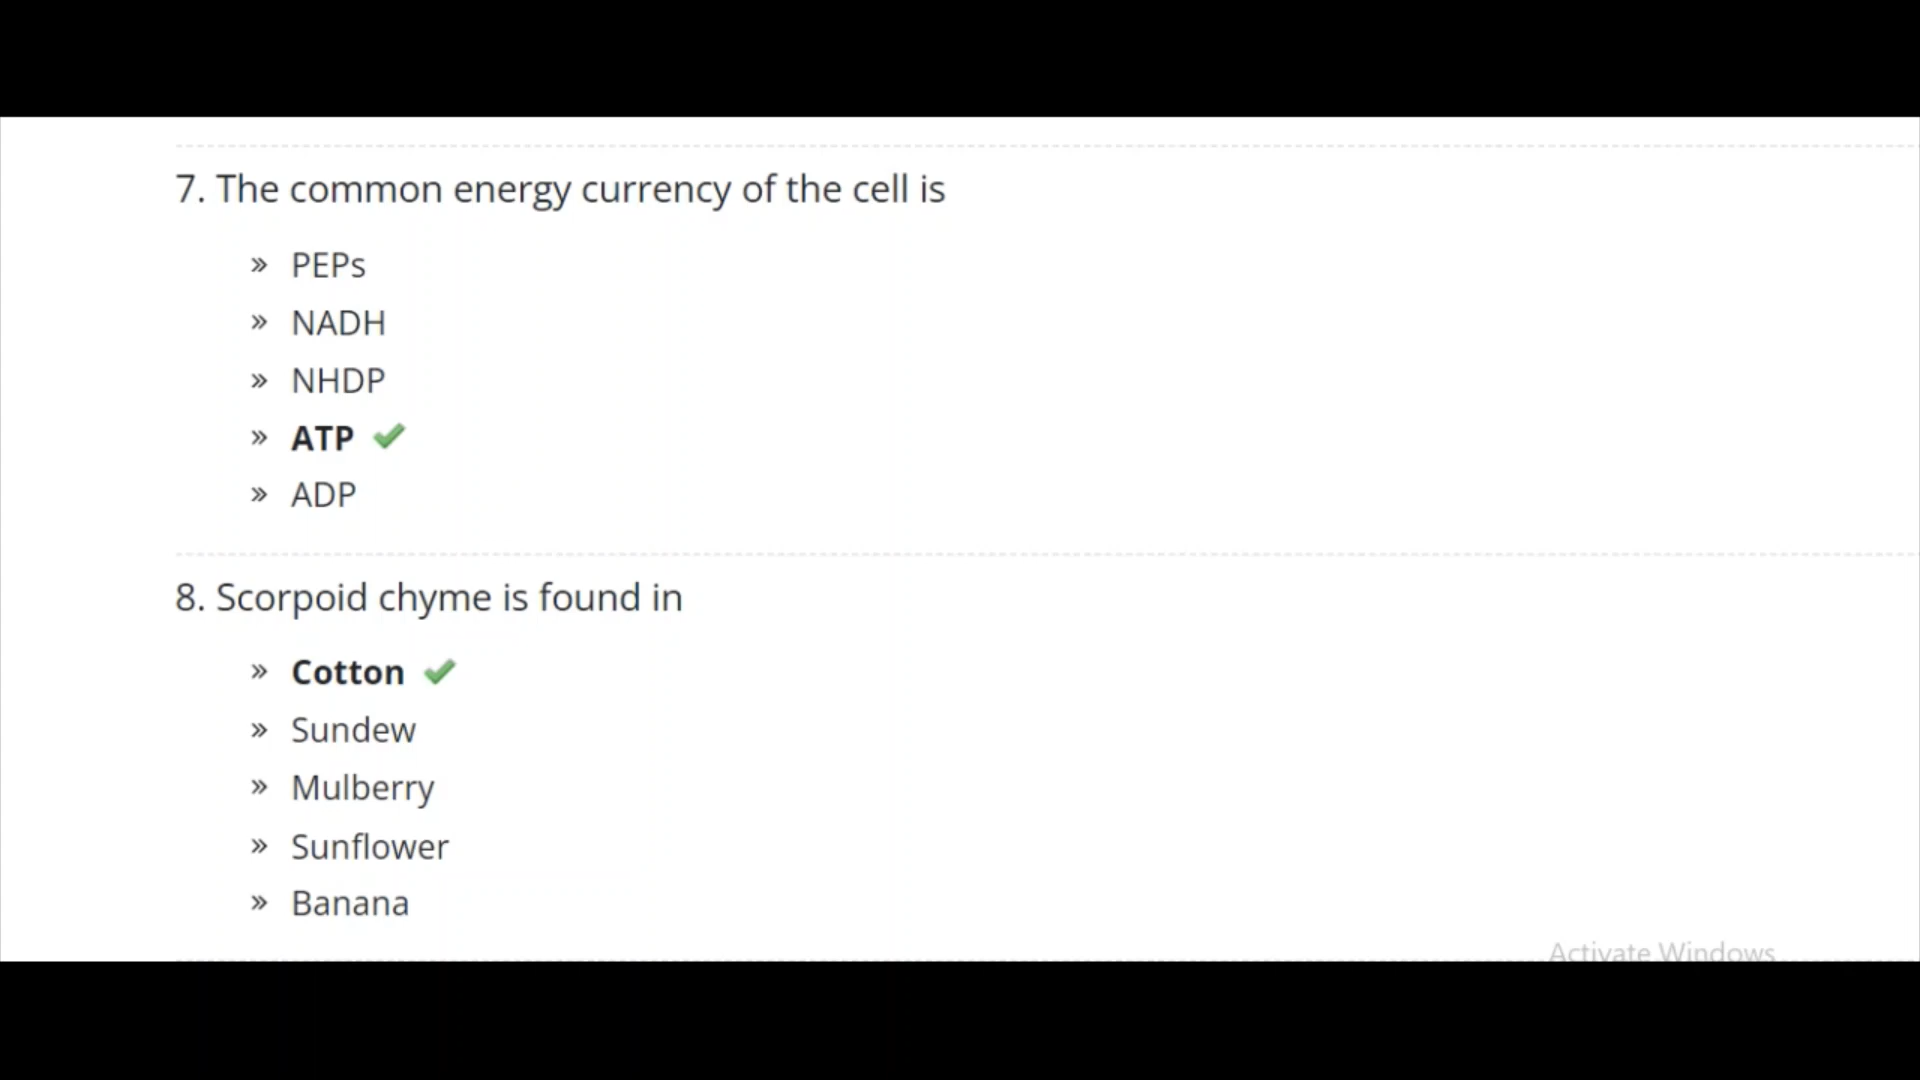 7. The common energy currency of the cell is
» PEPs
» NADH
» NHDP
» ATP ✔
» ADP
8. Scorpoid chyme is found in
» Cotton ✔
» Sundew
» Mulberry
» Sunflower
» Banana
Activate Windows